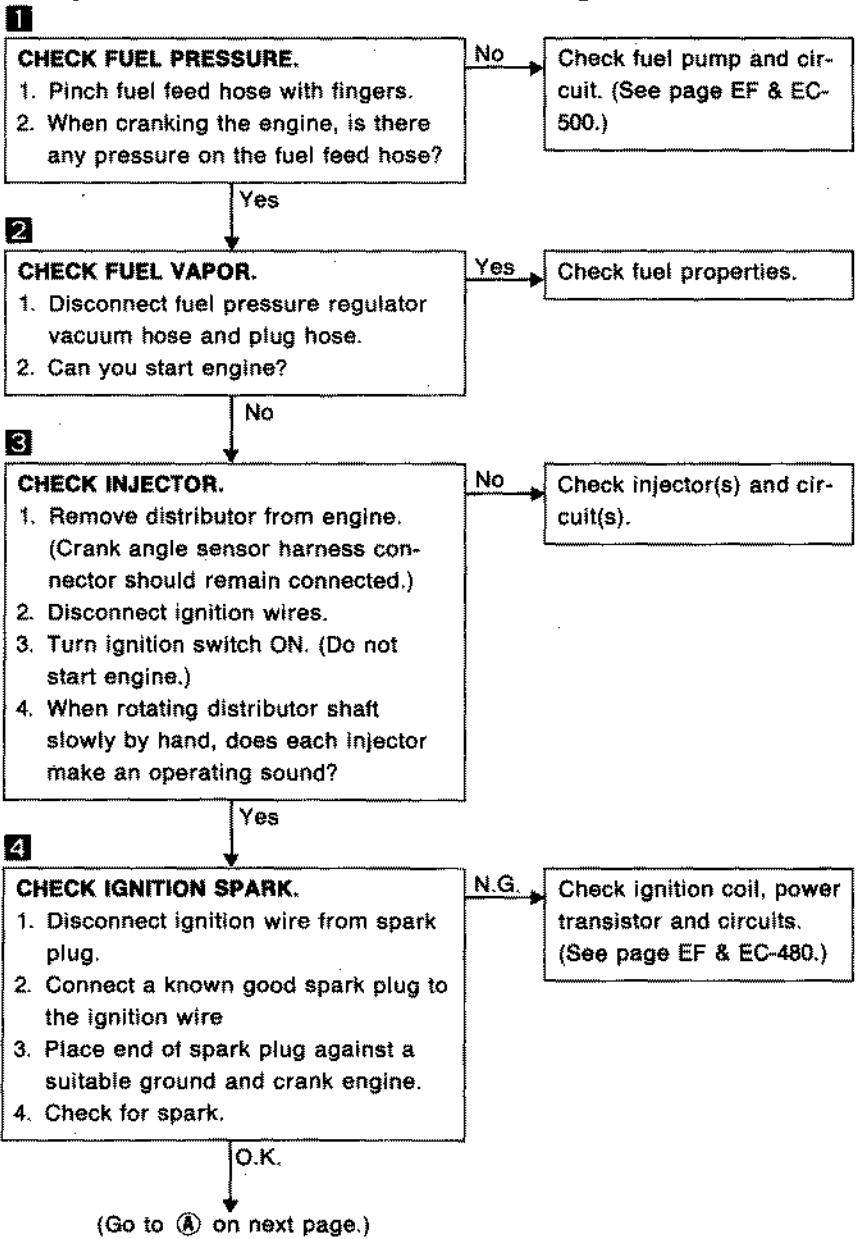 1
CHECK FUEL PRESSURE.
1. Pinch fuel feed hose with fingers.
2. When cranking the engine, is there
any pressure on the fuel feed hose?
No
Check fuel pump and cir-
cuit. (See page EF & EC-
500.)
Yes
2
CHECK FUEL VAPOR.
1. Disconnect fuel pressure regulator
vacuum hose and plug hose.
2. Can you start engine?
Yes
Check fuel properties.
No
3
CHECK INJECTOR.
1. Remove distributor from engine.
(Crank angle sensor harness con-
nector should remain connected.)
2. Disconnect ignition wires.
3. Turn ignition switch ON. (Do not
start engine.)
4. When rotating distributor shaft
slowly by hand, does each injector
make an operating sound?
No
Check injector(s) and cir-
cuit(s).
Yes
4
CHECK IGNITION SPARK.
1. Disconnect ignition wire from spark
plug.
2. Connect a known good spark plug to
the ignition wire
3. Place end of spark plug against a
suitable ground and crank engine.
4. Check for spark.
N.G.
Check ignition coil, power
transistor and circuits.
(See page EF & EC-480.)
O.K.
(Go to Ⓐ on next page.)